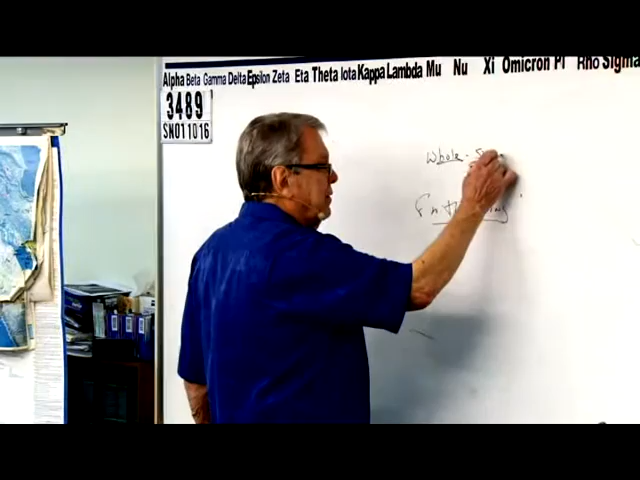 Alpha Beta Gamma Delta Epsilon Zeta Eta Theta Iota Kappa Lambda Mu Nu Xi Omicron Pi Rho Sigma
3489
SN011016
Whole